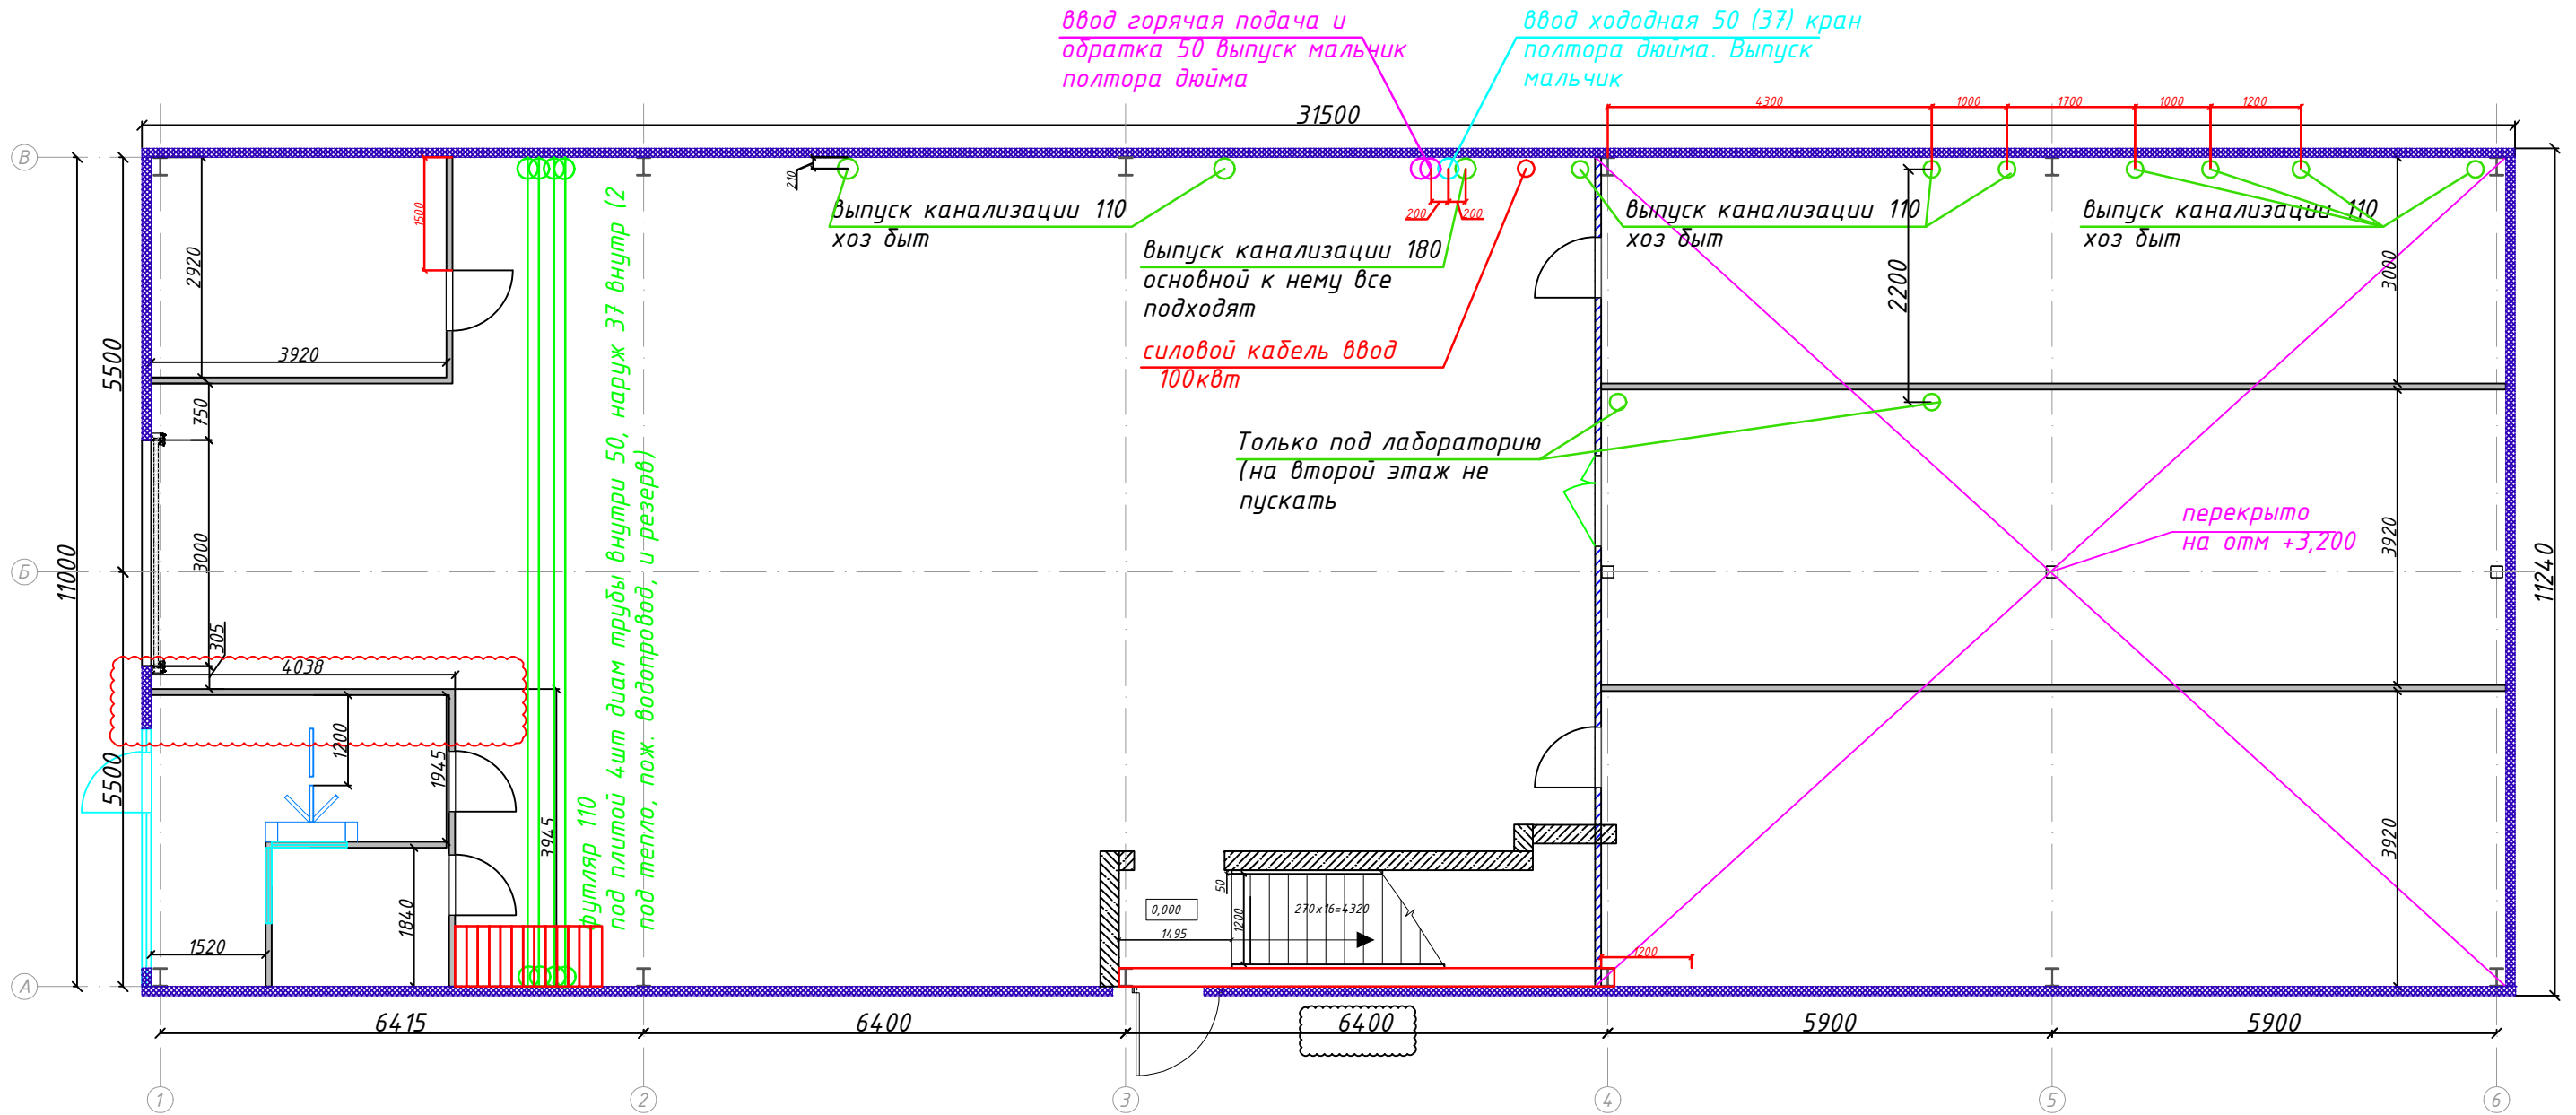 ввод горячая подача и
обратка 50 выпуск мальчик
полтора дюйма
ввод хододная 50 (37) кран
полтора дюйма. Выпуск
мальчик
4300
1000
1700
1000
1200
31500
В
210
1500
2920
выпуск канализации 110
хоз быт
200
200
выпуск канализации 110
хоз быт
выпуск канализации 110
хоз быт
выпуск канализации 180
основной к нему все
подходят
3000
2200
5500
3920
силовой кабель ввод
100квт
750
Только под лабораторию
(на второй этаж не
пускать
футляр 110
под плитой 4шт диам трубы внутри 50, наруж 37 внутр (2
под тепло, пож. водопровод, и резерв)
перекрыто
на отм +3,200
3000
3920
Б
11000
11240
305
4038
1200
1945
5500
3945
3920
1840
50
0,000
1200
270х16=4320
1495
1520
1200
А
6415
6400
6400
5900
5900
1
2
3
4
5
6